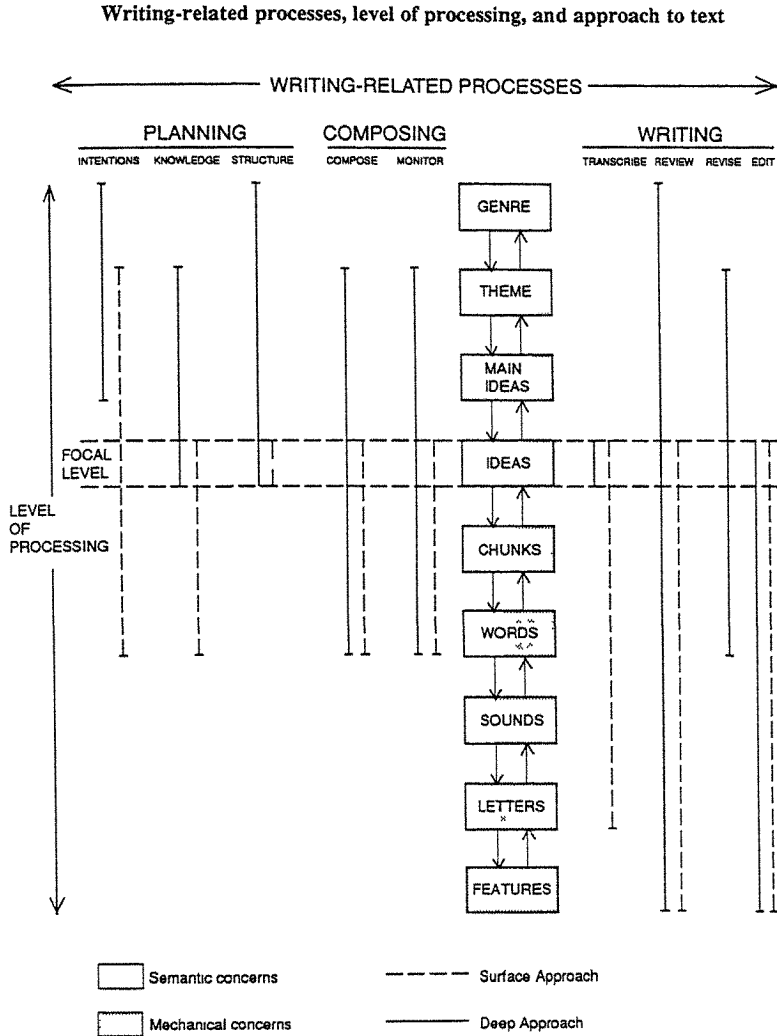 Writing-related processes, level of processing, and approach to text
WRITING-RELATED PROCESSES
PLANNING COMPOSING WRITING
INTENTIONS KNOWLEDGE STRUCTURE COMPOSE MONITOR TRANSCRIBE REVIEW REVISE EDIT
GENRE
THEME
MAIN
IDEAS
FOCAL
LEVEL
IDEAS
LEVEL
OF
PROCESSING
CHUNKS
WORDS
SOUNDS
LETTERS
FEATURES
Semantic concerns Surface Approach
Mechanical concerns Deep Approach